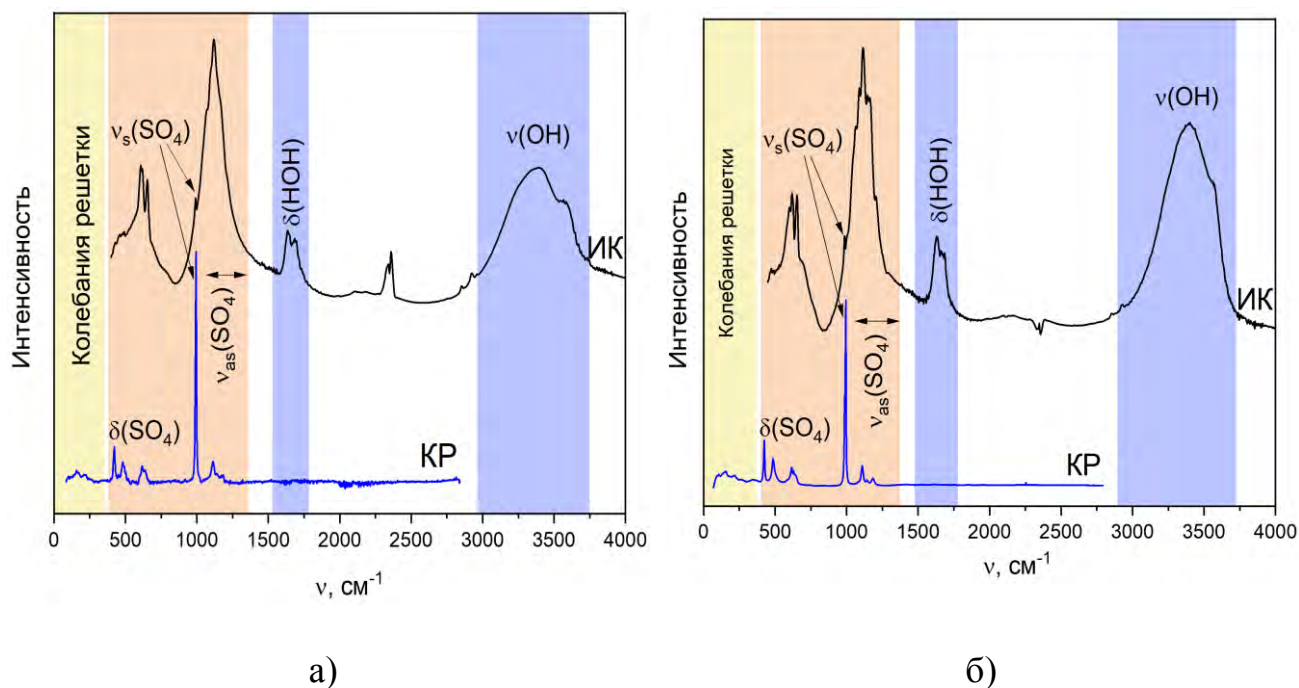 Интенсивность
Колебания решетки
νs(SO4)
δ(HOH)
ν(OH)
ИК
νas(SO4)
δ(SO4)
КР
0 500 1000 1500 2000 2500 3000 3500 4000
ν, см-1
а)
Интенсивность
Колебания решетки
νs(SO4)
δ(HOH)
ν(OH)
ИК
νas(SO4)
δ(SO4)
КР
0 500 1000 1500 2000 2500 3000 3500 4000
ν, см-1
б)